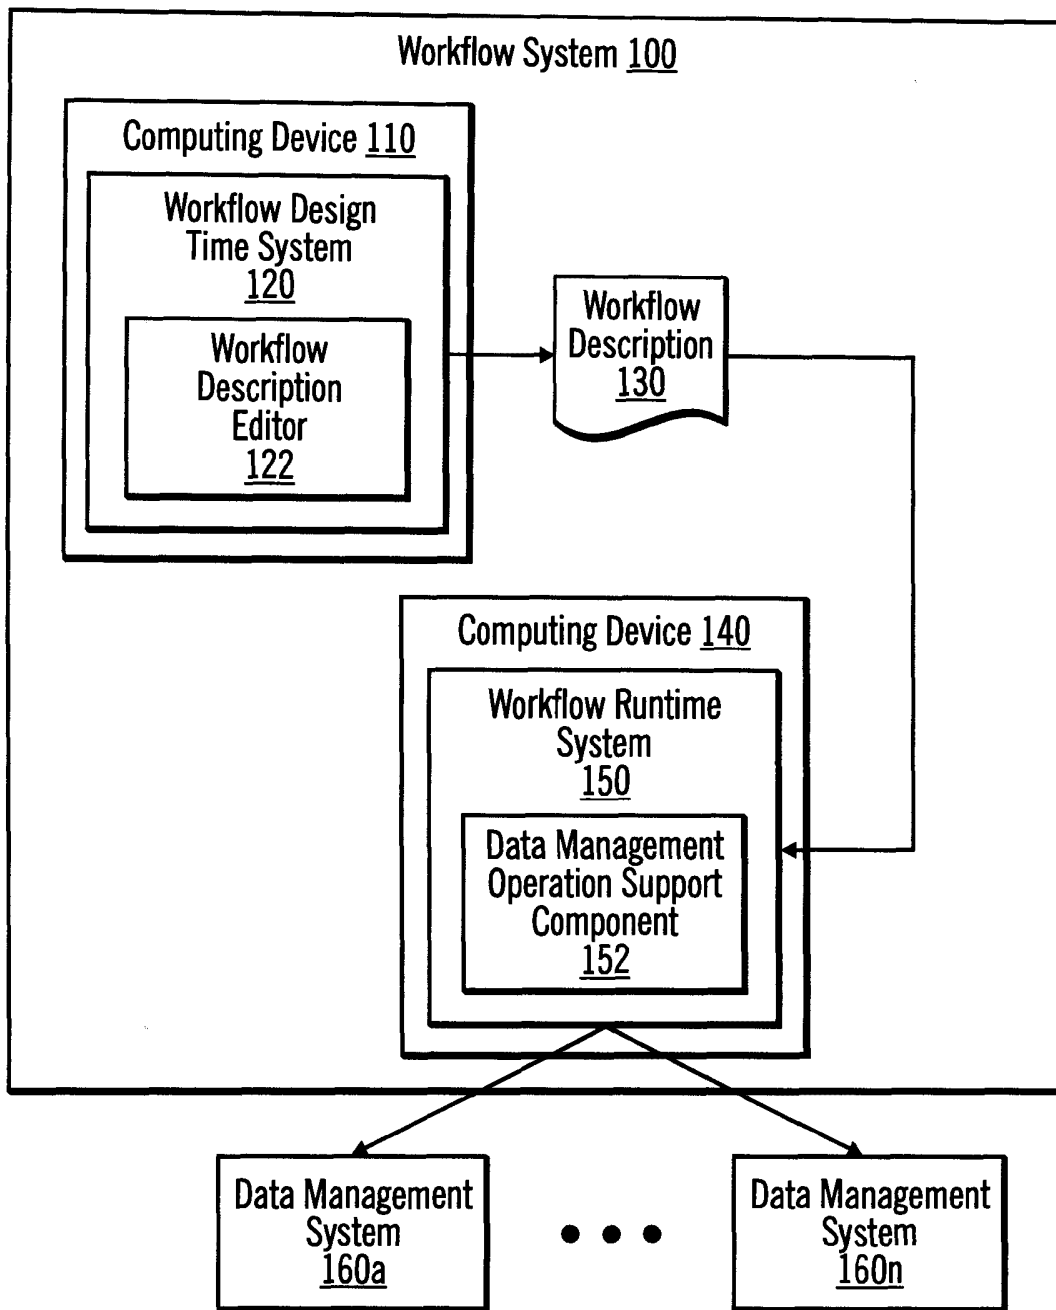 Workflow System 100
Computing Device 110
Workflow Design
Time System
120
Workflow
Description
Editor
122
Workflow
Description
130
Computing Device 140
Workflow Runtime
System
150
Data Management
Operation Support
Component
152
Data Management
System
160a
Data Management
System
160n